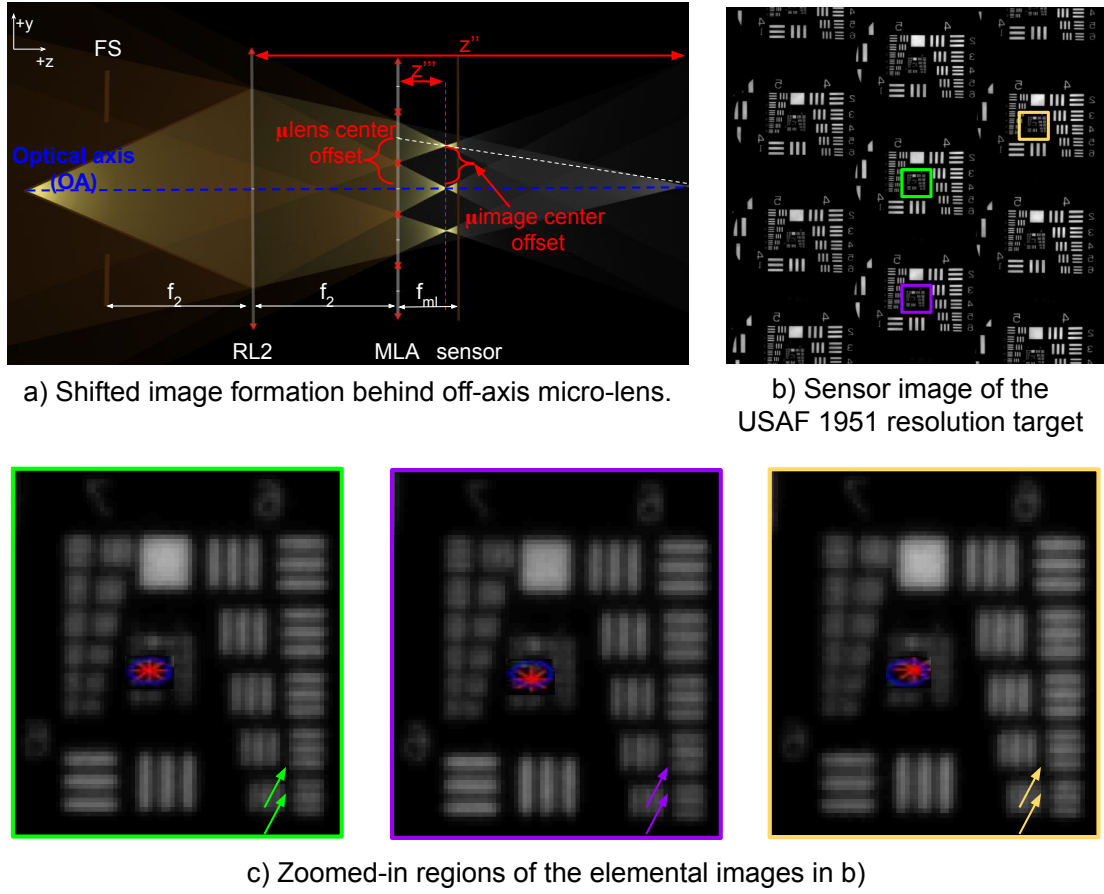 +y
+z
FS
z''
z'''
µlens center
offset
Optical axis
(OA)
µimage center
offset
f2
f2
fml
RL2
MLA
sensor
a) Shifted image formation behind off-axis micro-lens.
b) Sensor image of the
USAF 1951 resolution target
c) Zoomed-in regions of the elemental images in b)